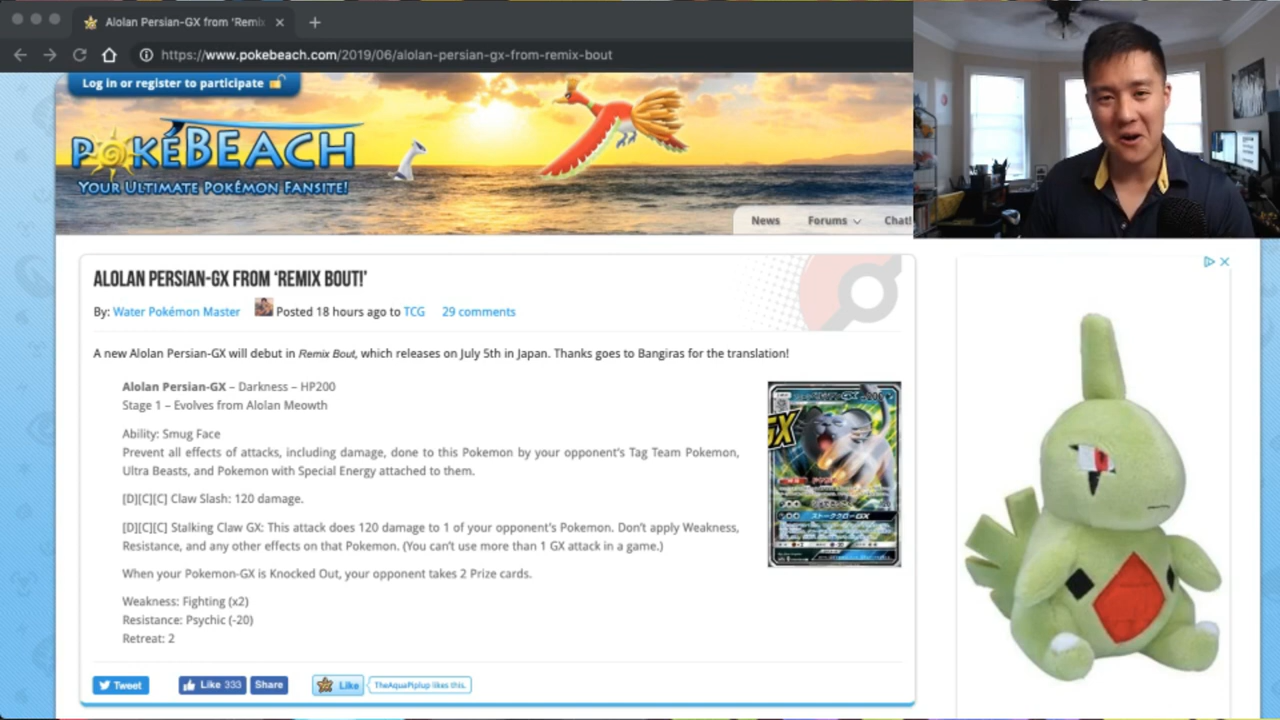 Alolan Persian-GX from 'Remix
https://www.pokebeach.com/2019/06/alolan-persian-gx-from-remix-bout
Log in or register to participate
POKÉBEACH
YOUR ULTIMATE POKÉMON FANSITE!
News Forums Chat!
ALOLAN PERSIAN-GX FROM ‘REMIX BOUT!’
By: Water Pokémon Master Posted 18 hours ago to TCG 29 comments
A new Alolan Persian-GX will debut in Remix Bout, which releases on July 5th in Japan. Thanks goes to Bangiras for the translation!
Alolan Persian-GX – Darkness – HP200
Stage 1 – Evolves from Alolan Meowth
Ability: Smug Face
Prevent all effects of attacks, including damage, done to this Pokemon by your opponent’s Tag Team Pokemon,
Ultra Beasts, and Pokemon with Special Energy attached to them.
[D][C][C] Claw Slash: 120 damage.
[D][C][C] Stalking Claw GX: This attack does 120 damage to 1 of your opponent’s Pokemon. Don’t apply Weakness,
Resistance, and any other effects on that Pokemon. (You can’t use more than 1 GX attack in a game.)
When your Pokemon-GX is Knocked Out, your opponent takes 2 Prize cards.
Weakness: Fighting (x2)
Resistance: Psychic (-20)
Retreat: 2
GX
Tweet Like 333 Share Like TheAquaPiplup likes this.